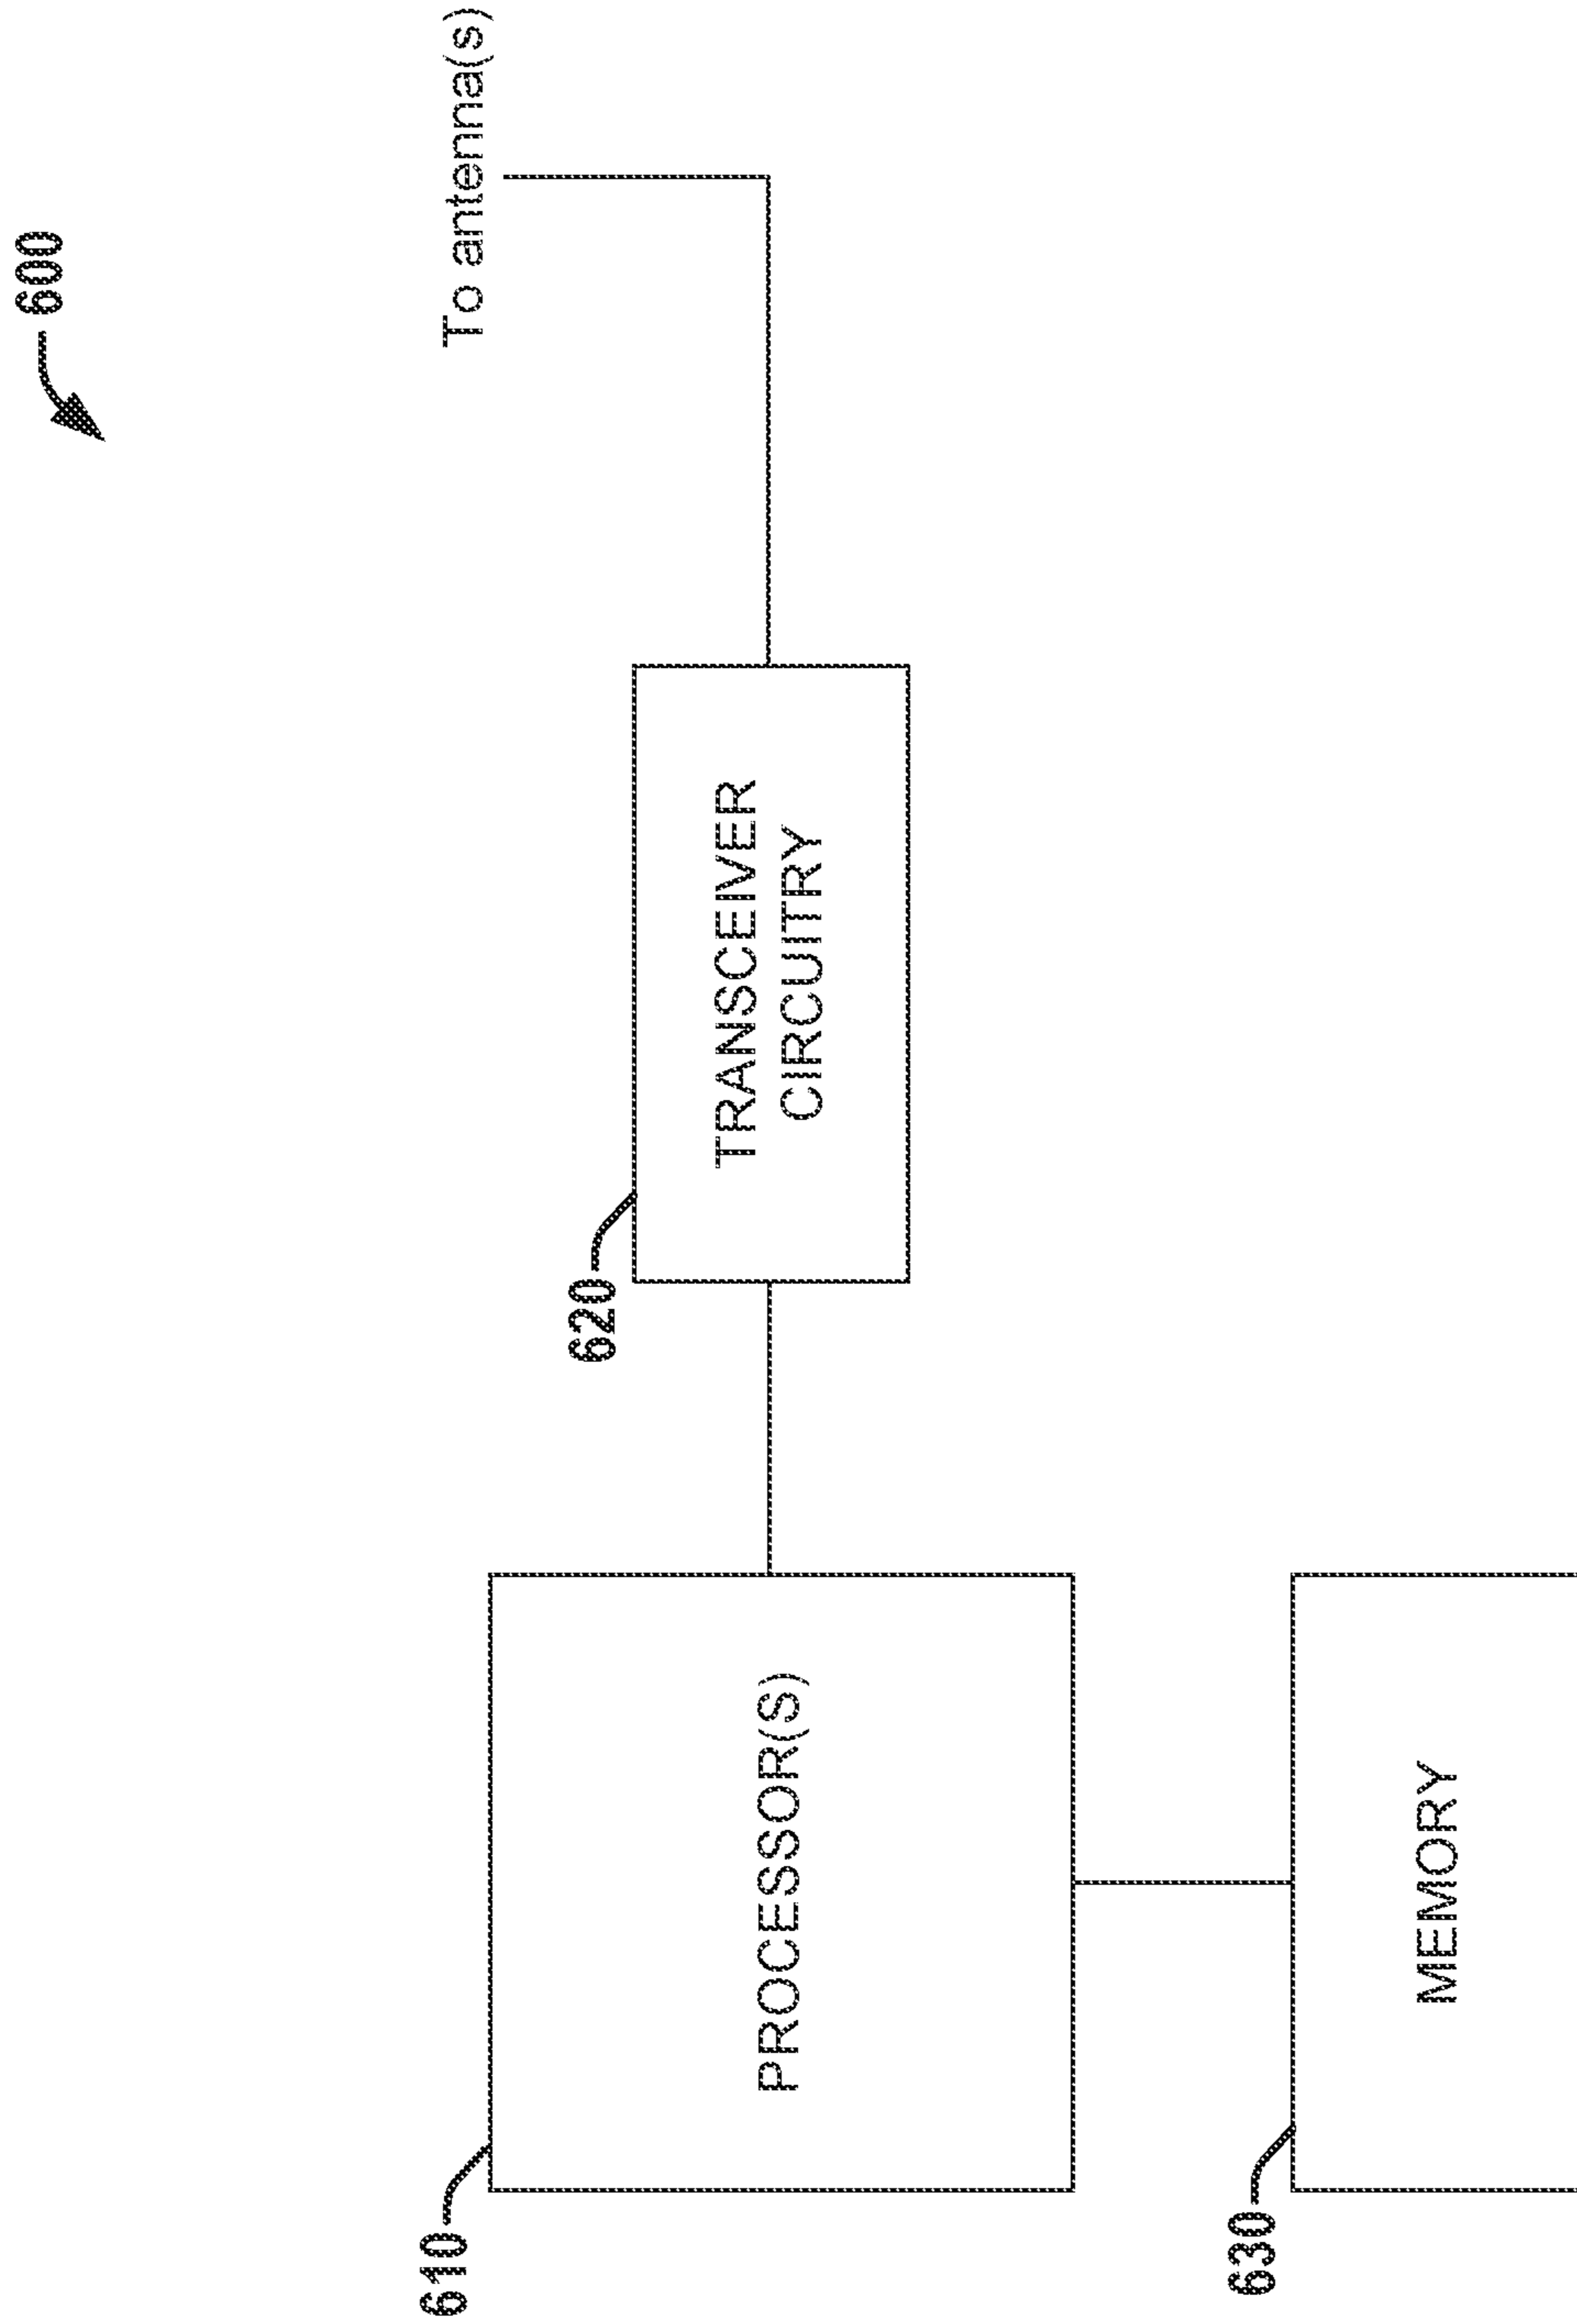 600
To antenna(s)
610
PROCESSOR(S)
620
TRANSCEIVER
CIRCUITRY
630
MEMORY